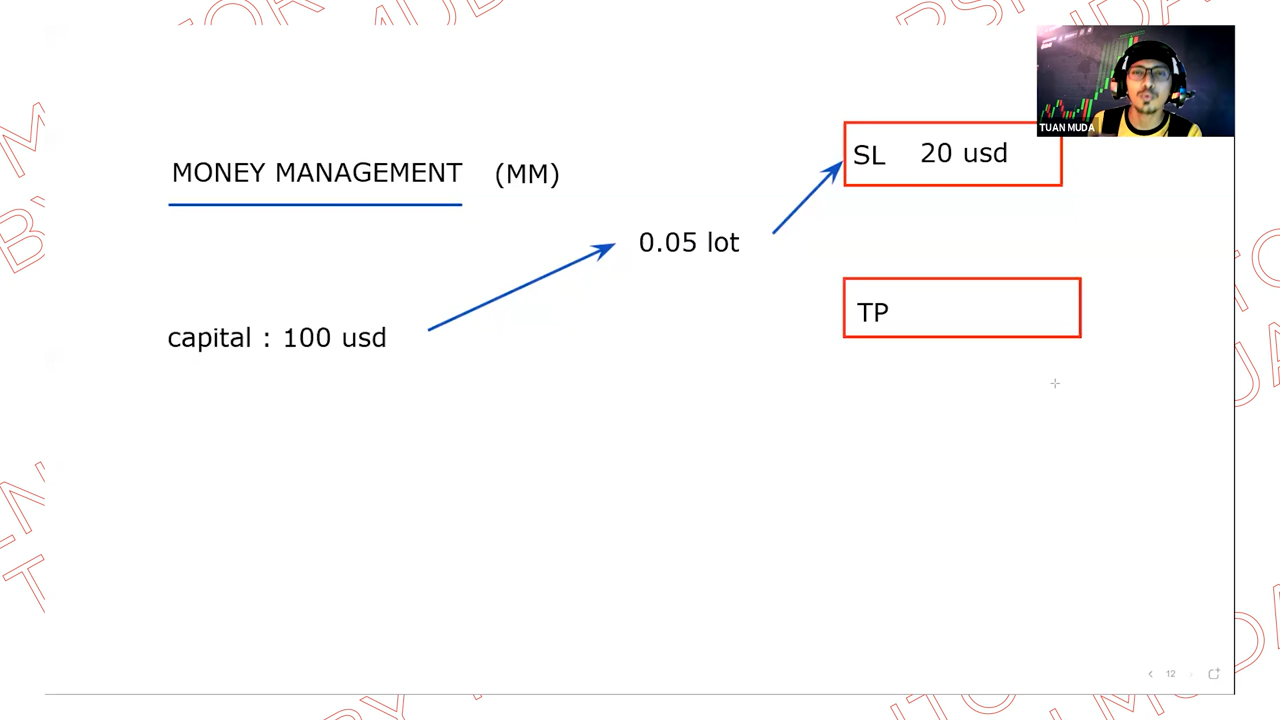 TUAN MUDA
SL 20 usd
MONEY MANAGEMENT (MM)
0.05 lot
TP
capital : 100 usd
12